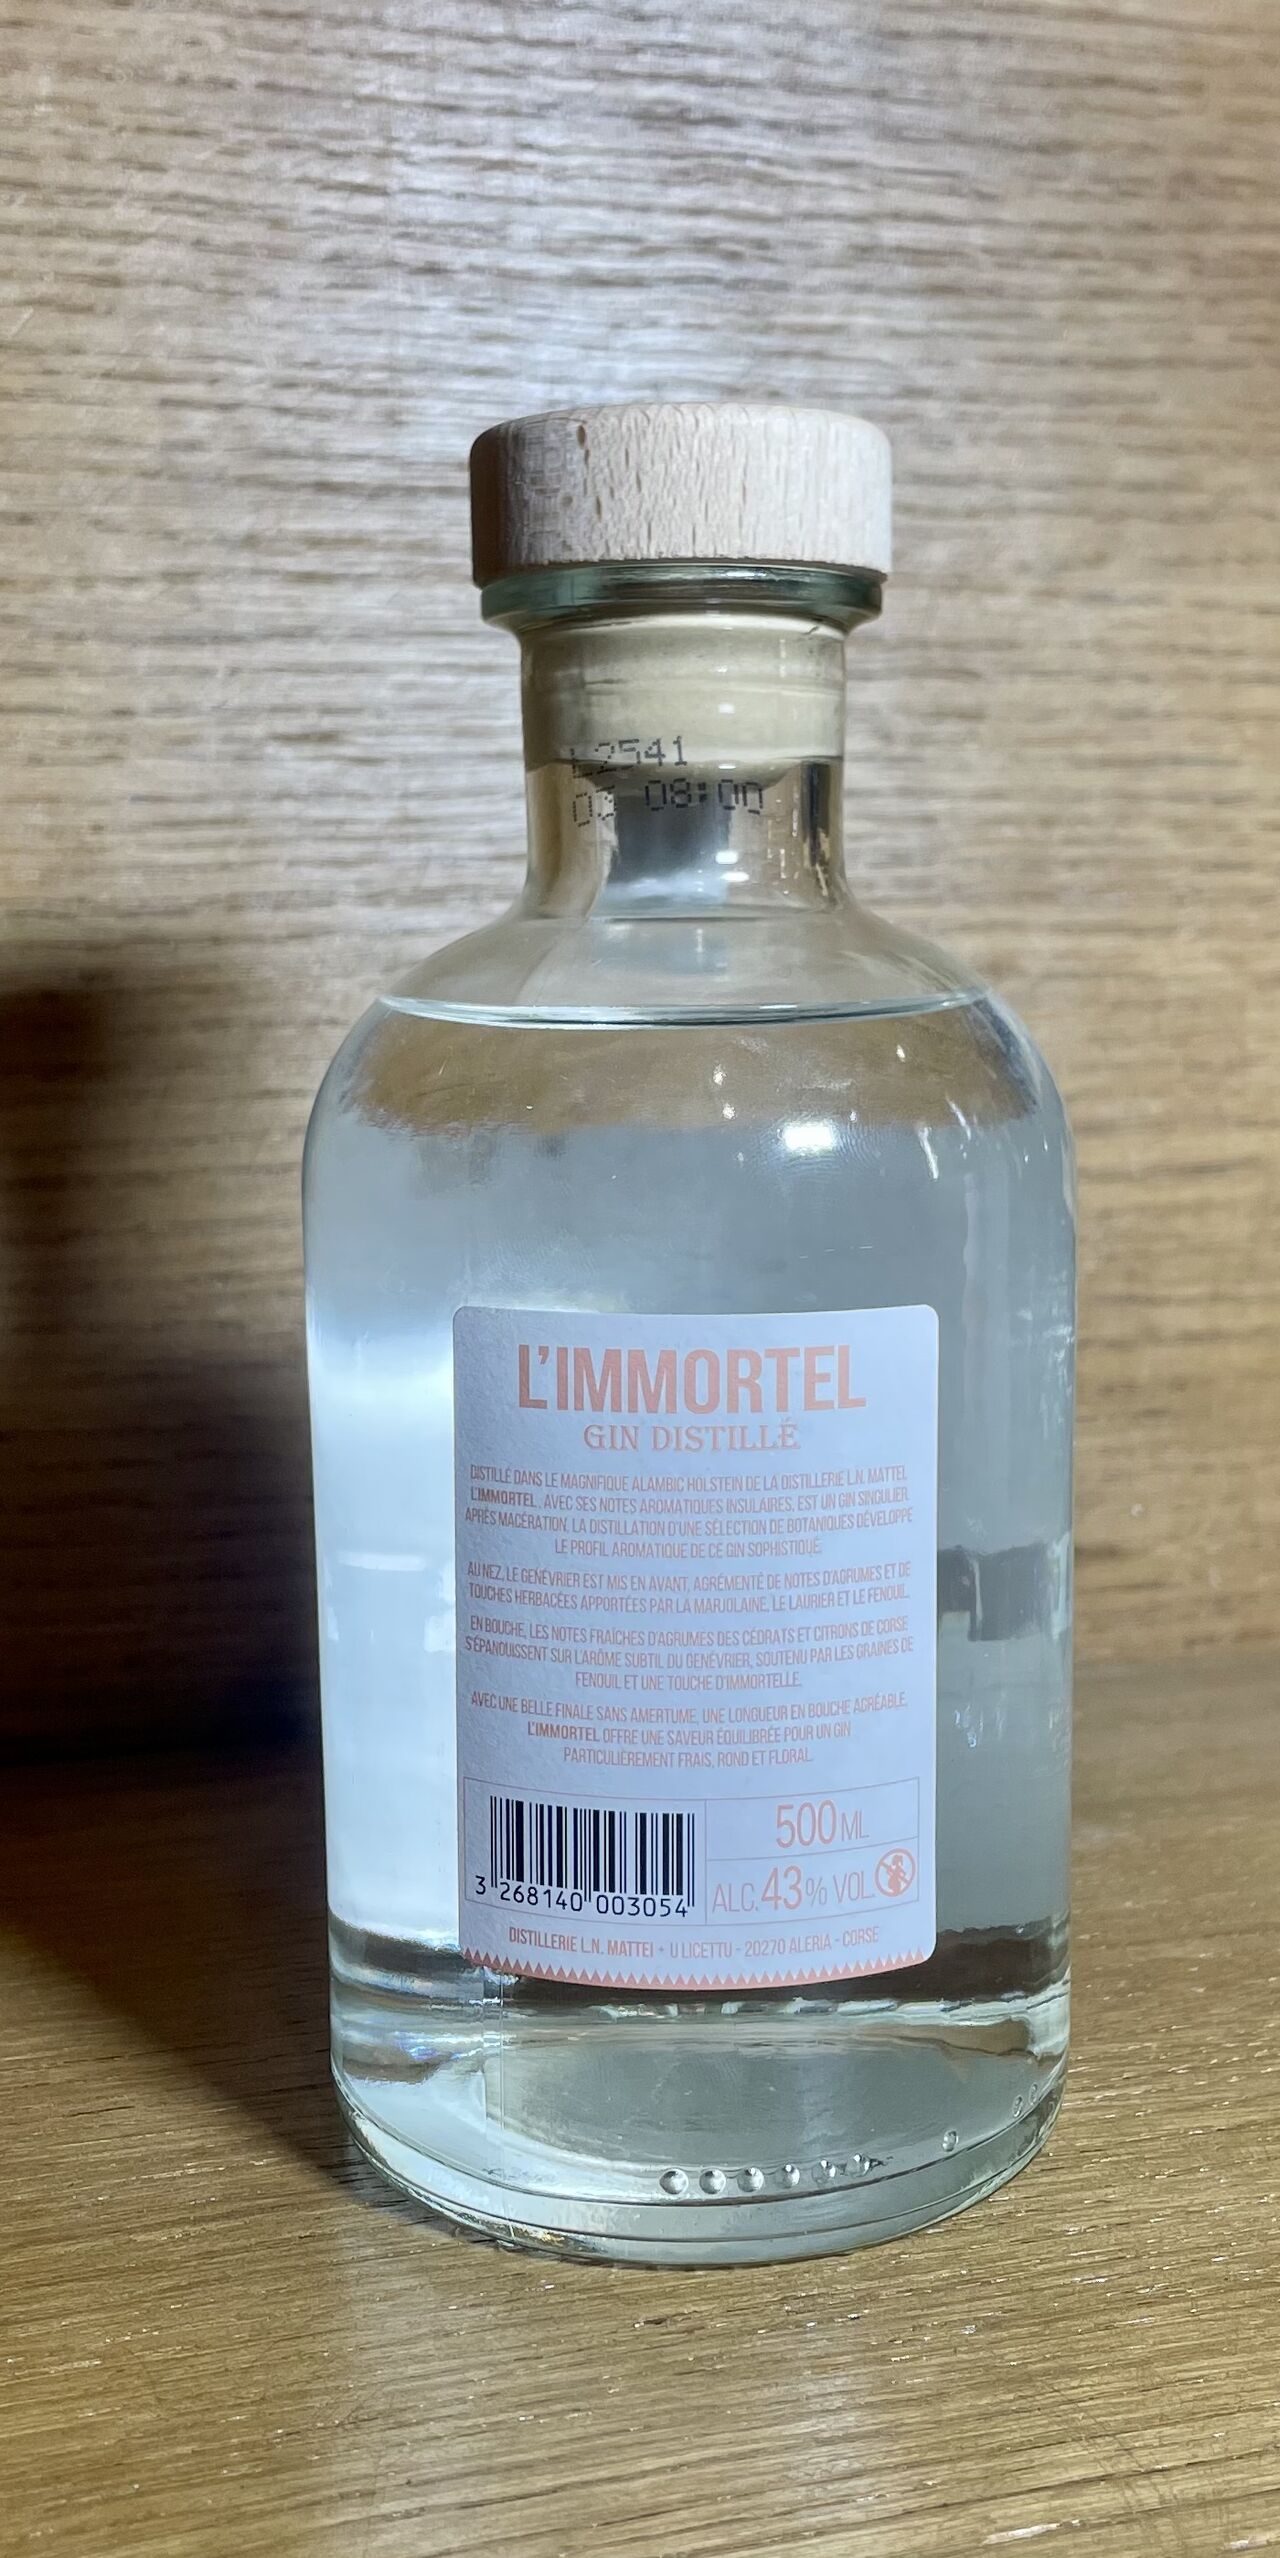 L2541
03 08:00
L'IMMORTEL
GIN DISTILLÉ
DISTILLÉ DANS LE MAGNIFIQUE ALAMBIC HOLSTEIN DE LA DISTILLERIE L.N. MATTEI,
L'IMMORTEL, AVEC SES NOTES AROMATIQUES INSULAIRES, EST UN GIN SINGULIER.
APRÈS MACÉRATION, LA DISTILLATION D'UNE SÉLECTION DE BOTANIQUES DÉVELOPPE
LE PROFIL AROMATIQUE DE CE GIN SOPHISTIQUÉ.
AU NEZ, LE GENÉVRIER EST MIS EN AVANT, AGRÉMENTÉ DE NOTES D'AGRUMES ET DE
TOUCHES HERBACÉES APPORTÉES PAR LA MARJOLAINE, LE LAURIER ET LE FENOUIL.
EN BOUCHE, LES NOTES FRAÎCHES D'AGRUMES DES CÉDRATS ET CITRONS DE CORSE
S'ÉPANOUISSENT SUR L'ARÔME SUBTIL DU GENÉVRIER, SOUTENU PAR LES GRAINES DE
FENOUIL ET UNE TOUCHE D'IMMORTELLE.
AVEC UNE BELLE FINALE SANS AMERTUME, UNE LONGUEUR EN BOUCHE AGRÉABLE,
L'IMMORTEL OFFRE UNE SAVEUR ÉQUILIBRÉE POUR UN GIN
PARTICULIÈREMENT FRAIS, ROND ET FLORAL.
500 ML
ALC. 43% VOL.
3 268140 003054
DISTILLERIE L.N. MATTEI + U LICETTU - 20270 ALERIA - CORSE